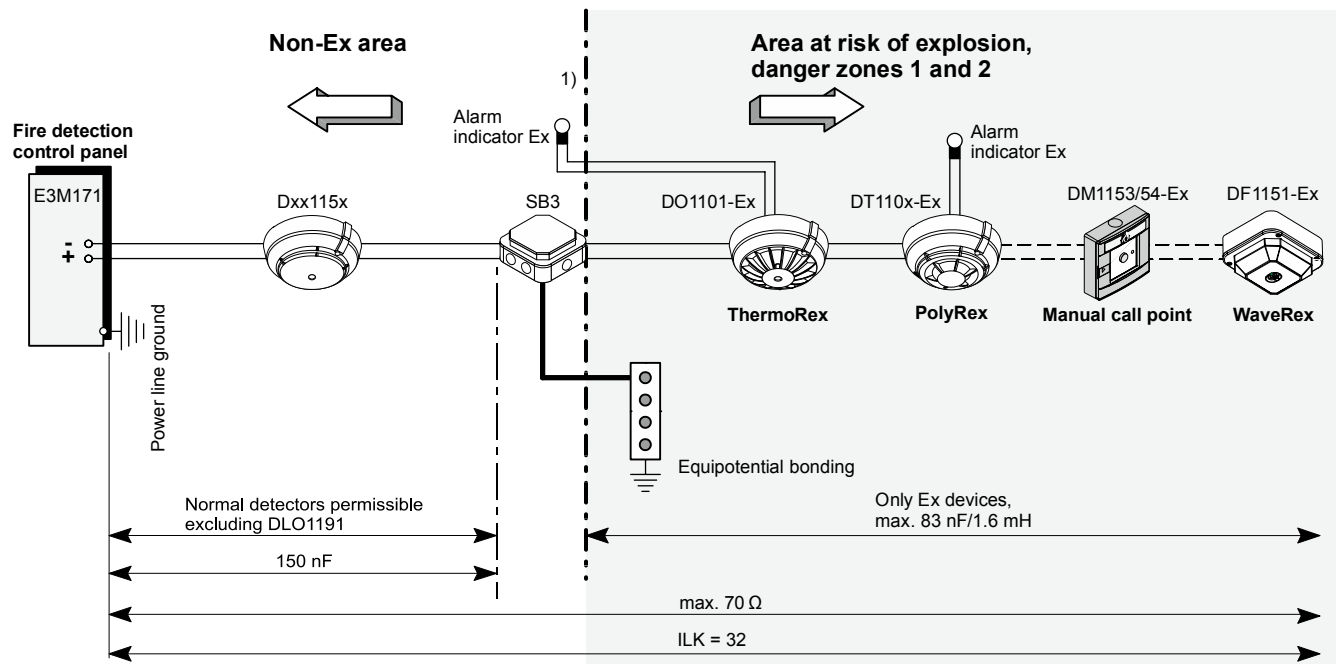 Non-Ex area
Area at risk of explosion,
danger zones 1 and 2
1)
Alarm
indicator Ex
Alarm
indicator Ex
Fire detection
control panel
E3M171
-
+
Dxx115x
SB3
DO1101-Ex
DT110x-Ex
DM1153/54-Ex
DF1151-Ex
ThermoRex
PolyRex
Manual call point
WaveRex
Power line ground
Equipotential bonding
Normal detectors permissible
excluding DLO1191
Only Ex devices,
max. 83 nF/1.6 mH
150 nF
max. 70 Ω
ILK = 32